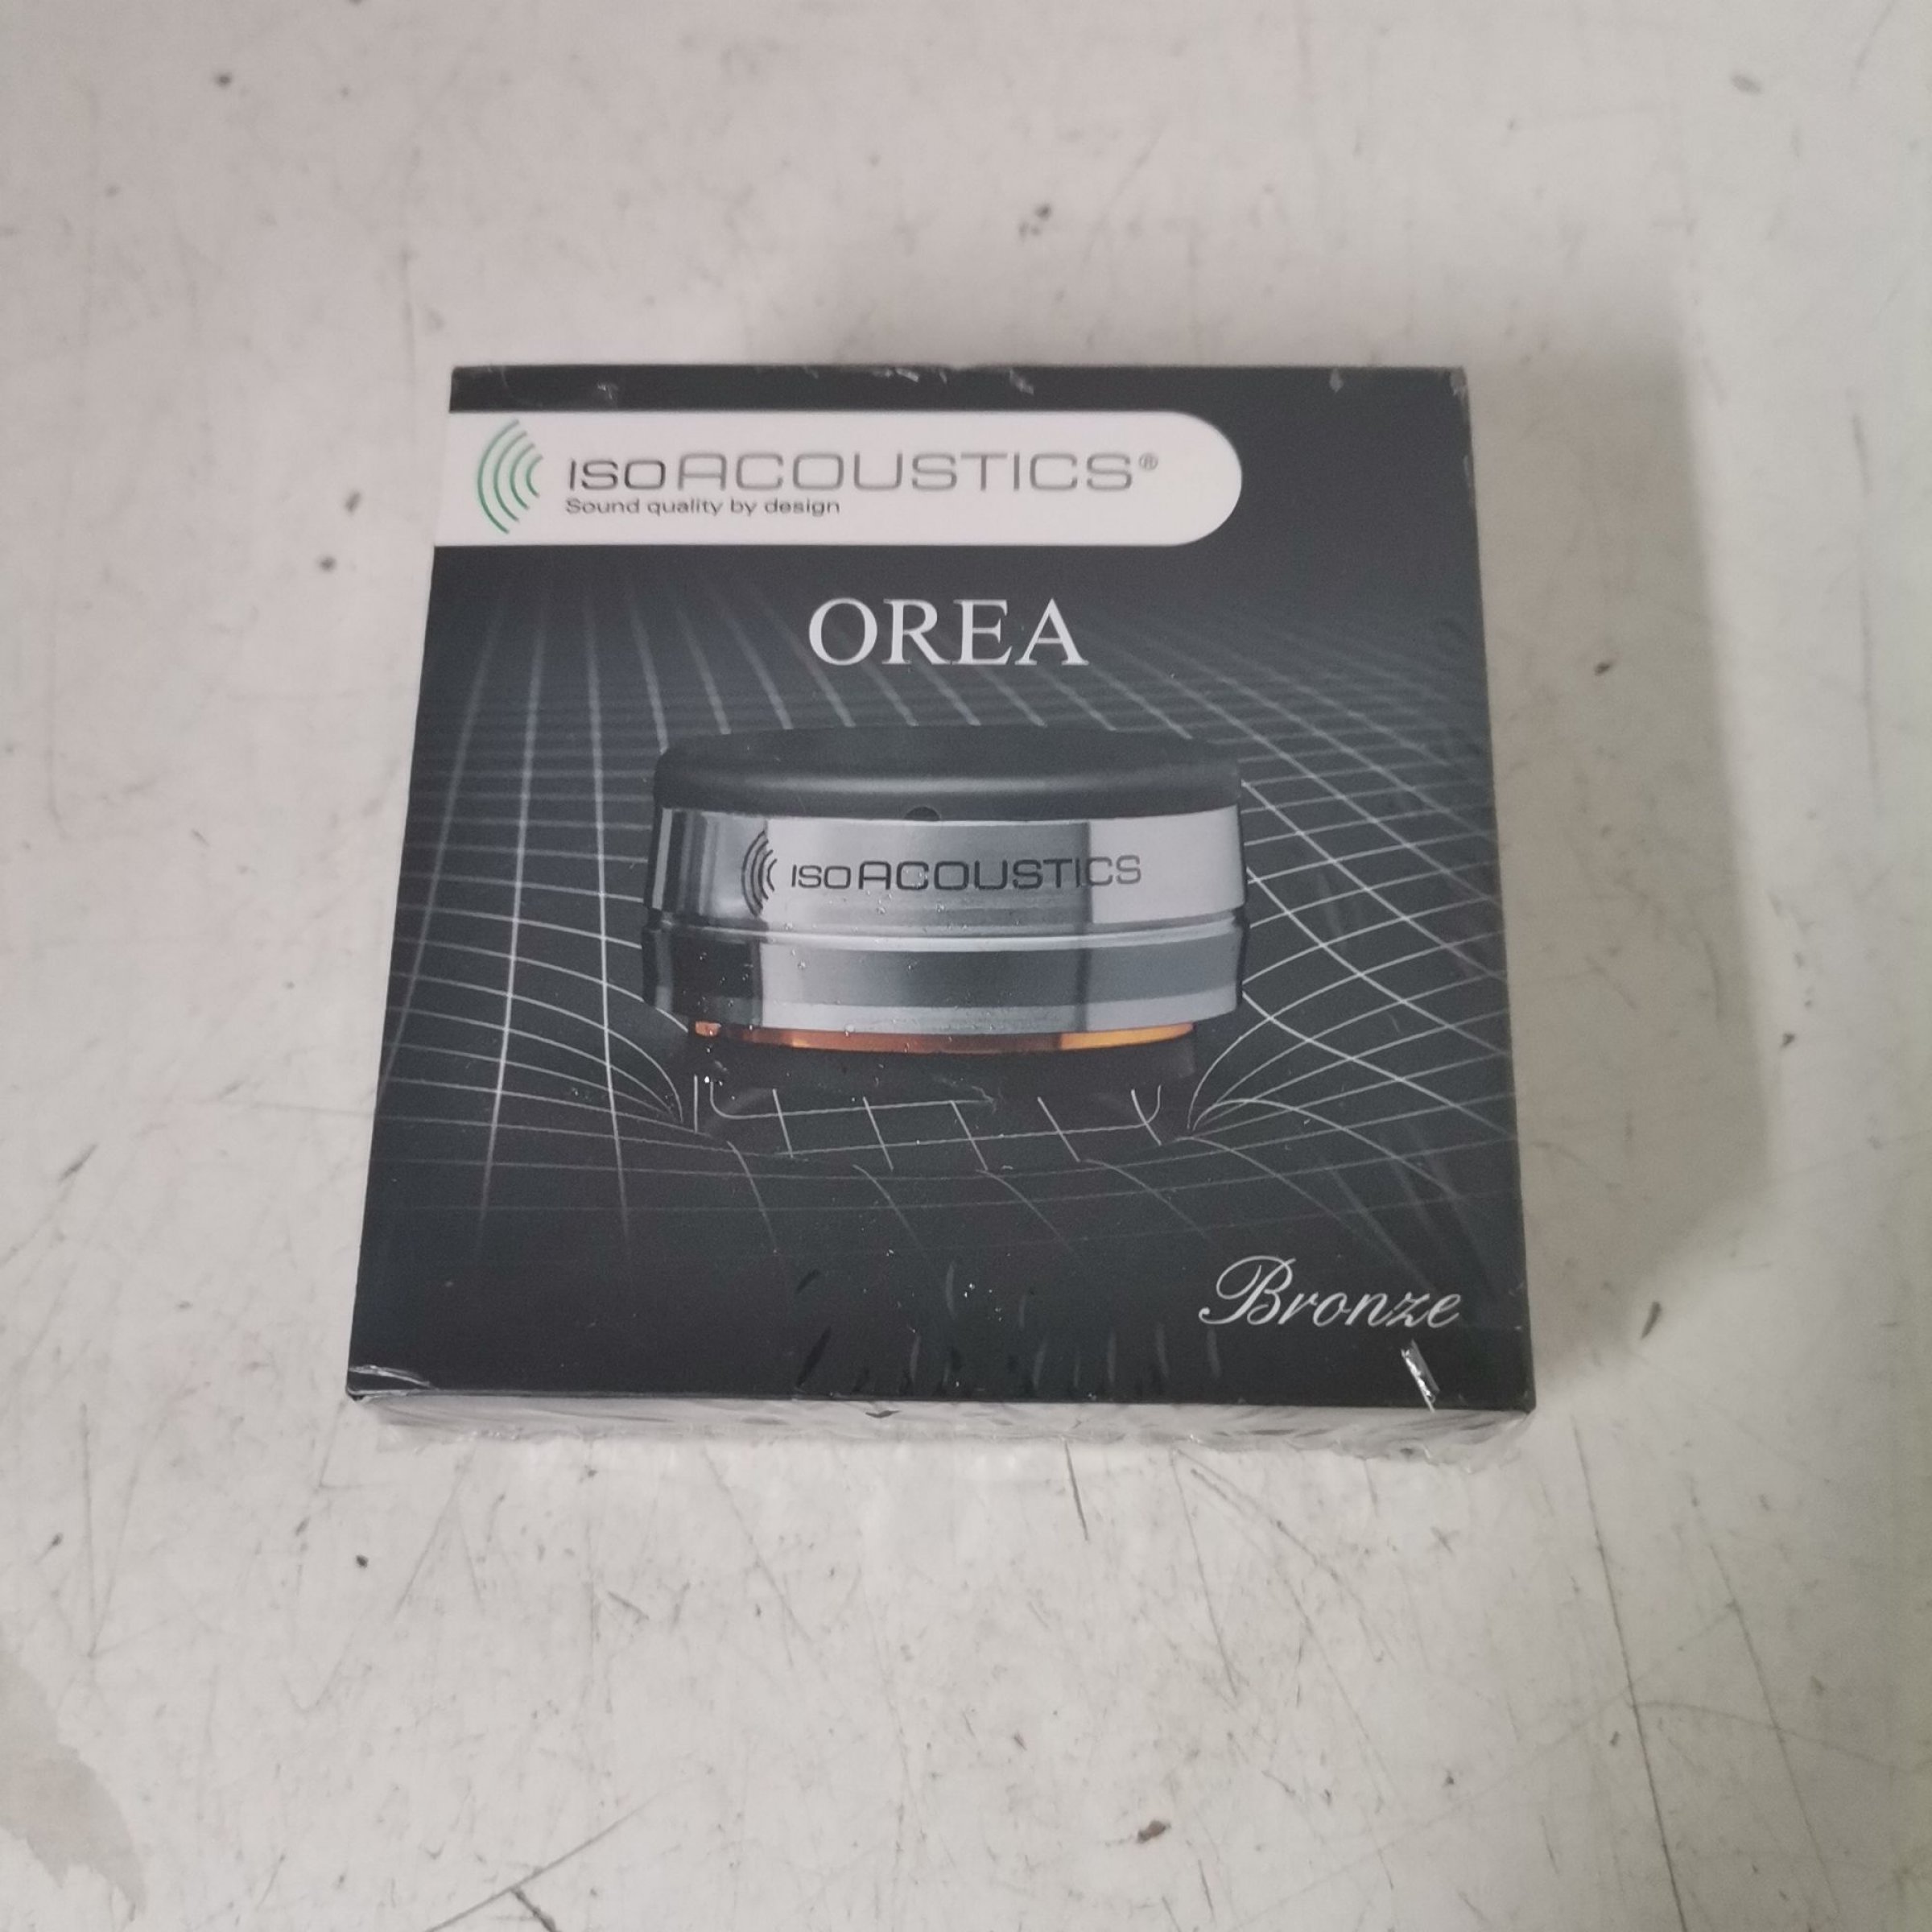 ISOACOUSTICS®
Sound quality by design
OREA
ISOACOUSTICS
Bronze